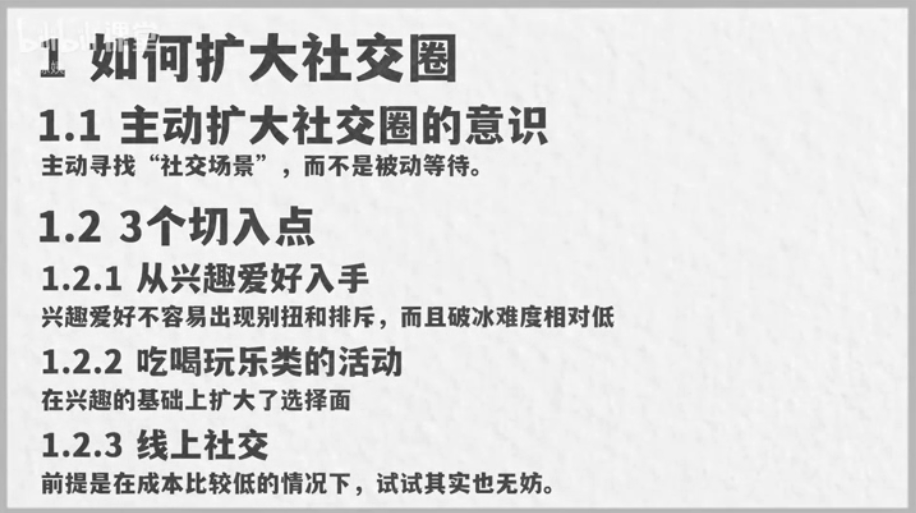 bilibili课堂
1 如何扩大社交圈
1.1 主动扩大社交圈的意识
主动寻找“社交场景”，而不是被动等待。
1.2 3个切入点
1.2.1 从兴趣爱好入手
兴趣爱好不容易出现别扭和排斥，而且破冰难度相对低
1.2.2 吃喝玩乐类的活动
在兴趣的基础上扩大了选择面
1.2.3 线上社交
前提是在成本比较低的情况下，试试其实也无妨。